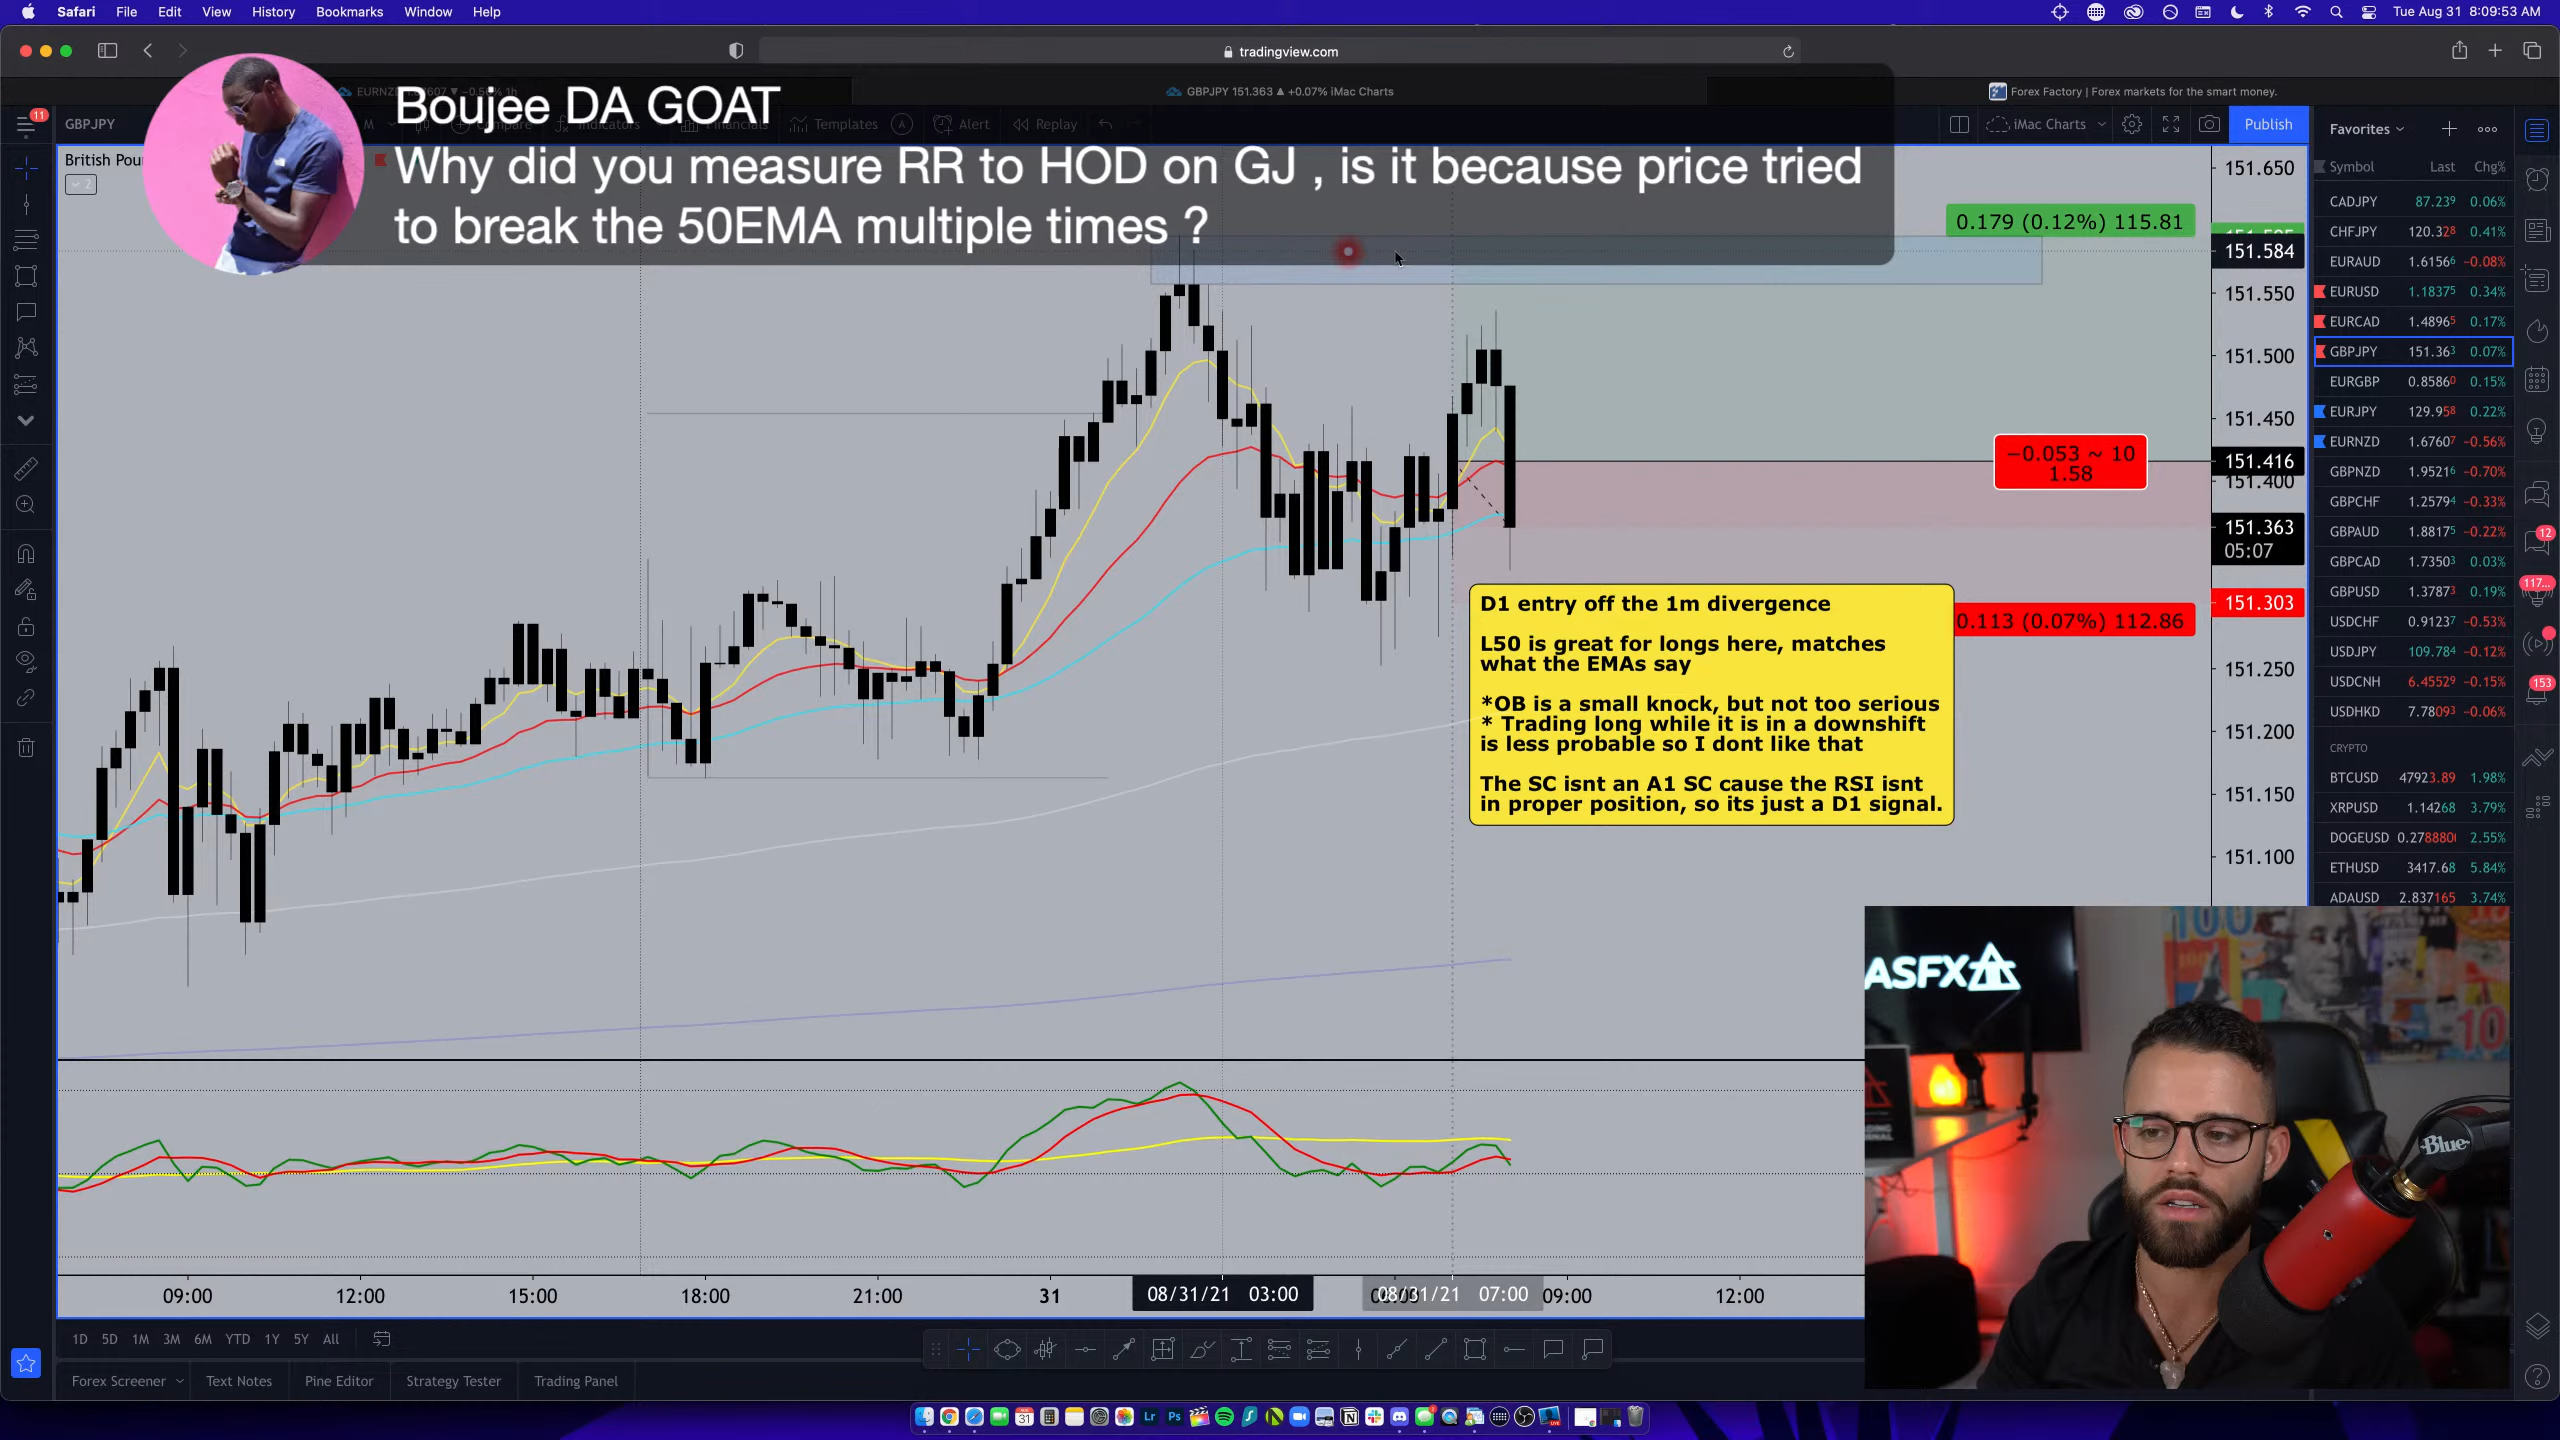 Safari File Edit View History Bookmarks Window Help
Tue Aug 31 8:09:53 AM
tradingview.com
GBPJPY 151.363 ▲ +0.07% iMac Charts
Forex Factory | Forex markets for the smart money.
Boujee DA GOAT
Why did you measure RR to HOD on GJ , is it because price tried
to break the 50EMA multiple times ?
11
GBPJPY
Templates
Alert
Replay
iMac Charts
Publish
Favorites
British Pou
2
Symbol Last Chg%
CADJPY 87.239 0.06%
CHFJPY 120.328 0.41%
EURAUD 1.61566 −0.08%
EURUSD 1.18375 0.34%
EURCAD 1.48965 0.17%
GBPJPY 151.363 0.07%
EURGBP 0.85860 0.15%
EURJPY 129.958 0.22%
EURNZD 1.67607 −0.56%
GBPNZD 1.95216 −0.70%
GBPCHF 1.25794 −0.33%
GBPAUD 1.88175 −0.22%
GBPCAD 1.73503 0.03%
GBPUSD 1.37873 0.19%
USDCHF 0.91237 −0.53%
USDJPY 109.784 −0.12%
USDCNH 6.45529 −0.15%
USDHKD 7.78093 −0.06%
CRYPTO
BTCUSD 47923.89 1.98%
XRPUSD 1.14268 3.79%
DOGEUSD 0.2788800 2.55%
ETHUSD 3417.68 5.84%
ADAUSD 2.837165 3.74%
151.650
151.584
151.550
151.500
151.450
151.416
151.400
151.363
05:07
151.303
151.250
151.200
151.150
151.100
0.179 (0.12%) 115.81
−0.053 ~ 10
1.58
0.113 (0.07%) 112.86
D1 entry off the 1m divergence
L50 is great for longs here, matches
what the EMAs say
*OB is a small knock, but not too serious
* Trading long while it is in a downshift
is less probable so I dont like that
The SC isnt an A1 SC cause the RSI isnt
in proper position, so its just a D1 signal.
12
117...
153
ASFX
Blue
09:00 12:00 15:00 18:00 21:00 31 08/31/21 03:00 08/31/21 07:00 09:00 12:00
1D 5D 1M 3M 6M YTD 1Y 5Y All
Forex Screener Text Notes Pine Editor Strategy Tester Trading Panel